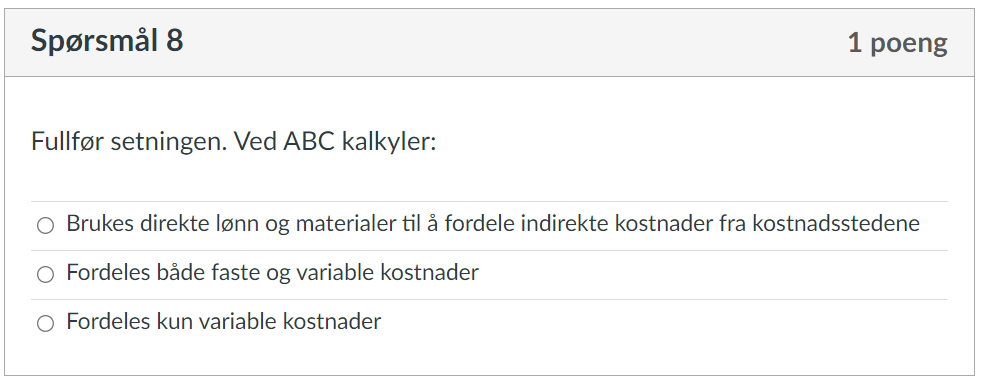 Spørsmål 8
1 poeng
Fullfør setningen. Ved ABC kalkyler:
Brukes direkte lønn og materialer til å fordele indirekte kostnader fra kostnadsstedene
Fordeles både faste og variable kostnader
Fordeles kun variable kostnader